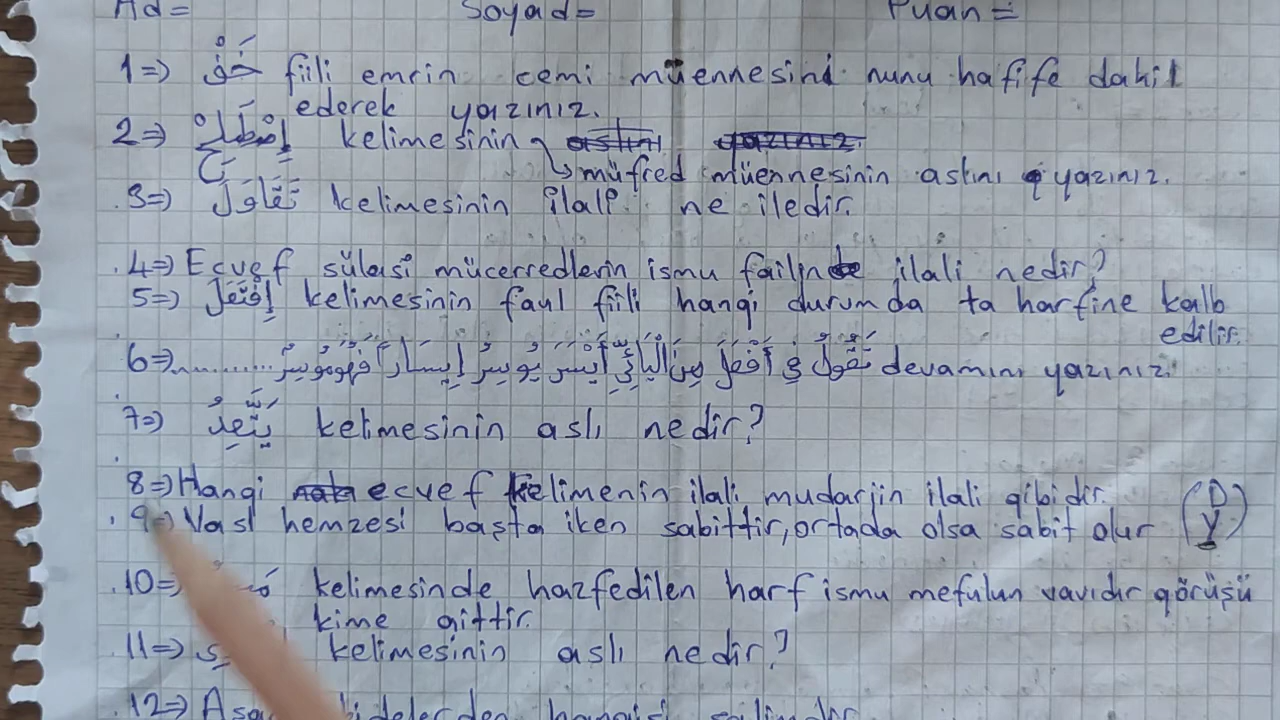 Ad= Soyad= Puan=
1=> خَفْ fiili emrin cemi müennesini nunu hafife dahil
ederek yazınız.
2=> kelimesinin
müfred müennesinin aslını yazınız.
3=> تَقَاوَلَ kelimesinin ilali ne iledir.
4=> Ecvef sülasi mücerredlerin ismu failinde ilali nedir?
5=> إِفْتَعَلَ kelimesinin faul fiili hangi durumda ta harfine kalb
edilir.
6=>............ تَقُولُ فِي أَفْعَلَ مِنَ الْيَائِيِّ أَيْسَرَ يُوسِرُ إِيسَارًا فَهُوَ مُوسِرٌ devamını yazınız.
7=> يَتَّعِدُ kelimesinin aslı nedir?
8=> Hangi ecvef kelimenin ilali mudariin ilali gibidir.
9=> Vasl hemzesi başta iken sabittir, ortada olsa sabit olur (D
Y)
10=> kelimesinde hazfedilen harf ismu mefulun vavıdır görüşü
kime aittir.
11=> kelimesinin aslı nedir?
12=>